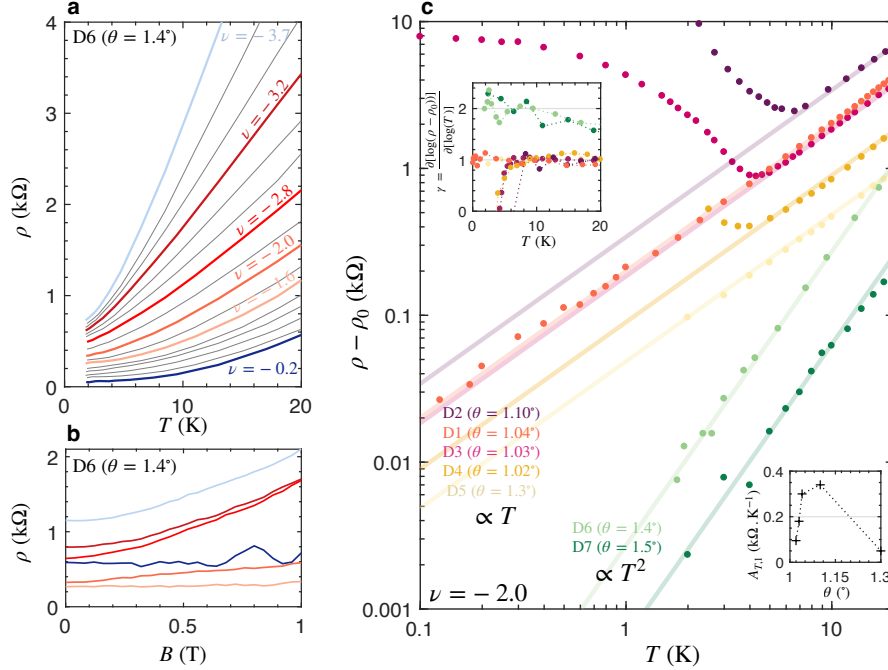 a
D6 (θ = 1.4°)
ν = − 3.7
ν = − 3.2
ν = − 2.8
ν = − 2.0
ν = − 1.6
ν = − 0.2
4
3
2
1
0
ρ (kΩ)
0 10 20
T (K)
b
D6 (θ = 1.4°)
2
1
0
ρ (kΩ)
0 0.5 1
B (T)
c
10
1
0.1
0.01
0.001
ρ − ρ0 (kΩ)
γ = ∂[log(ρ − ρ0)]/∂[log(T)]
2
1
0
0 5 10 15 20
T (K)
D2 (θ = 1.10°)
D1 (θ = 1.04°)
D3 (θ = 1.03°)
D4 (θ = 1.02°)
D5 (θ = 1.3°)
∝ T
D6 (θ = 1.4°)
D7 (θ = 1.5°)
∝ T²
ν = − 2.0
0.4
0.2
0
AT,1 (kΩ. K⁻¹)
1 1.15 1.3
θ (°)
0.1 1 10
T (K)